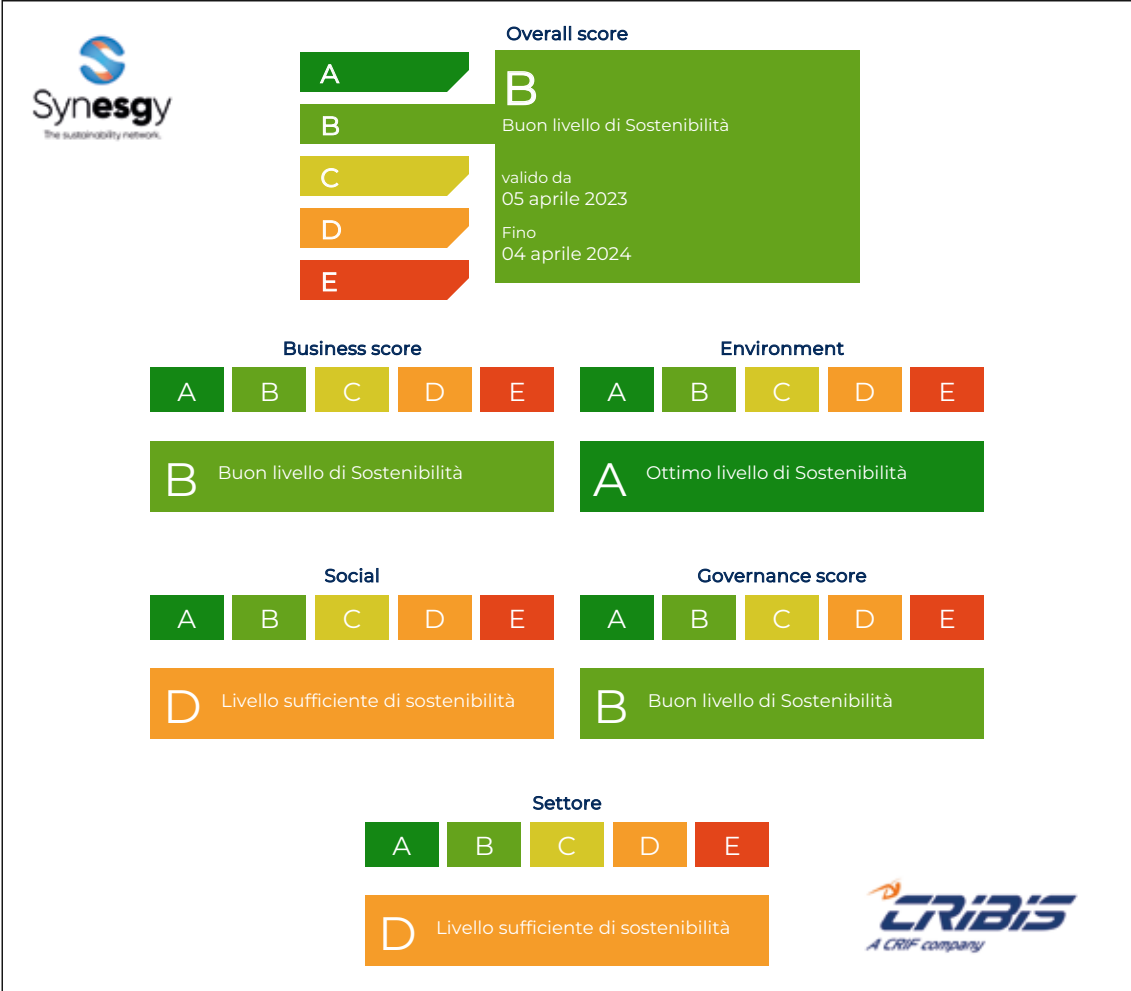 Synesgy
The sustainability network.
Overall score
A
B
C
D
E
B
Buon livello di Sostenibilità
valido da
05 aprile 2023
Fino
04 aprile 2024
Business score
A B C D E
B Buon livello di Sostenibilità
Environment
A B C D E
A Ottimo livello di Sostenibilità
Social
A B C D E
D Livello sufficiente di sostenibilità
Governance score
A B C D E
B Buon livello di Sostenibilità
Settore
A B C D E
D Livello sufficiente di sostenibilità
CRIBIS
A CRIF company